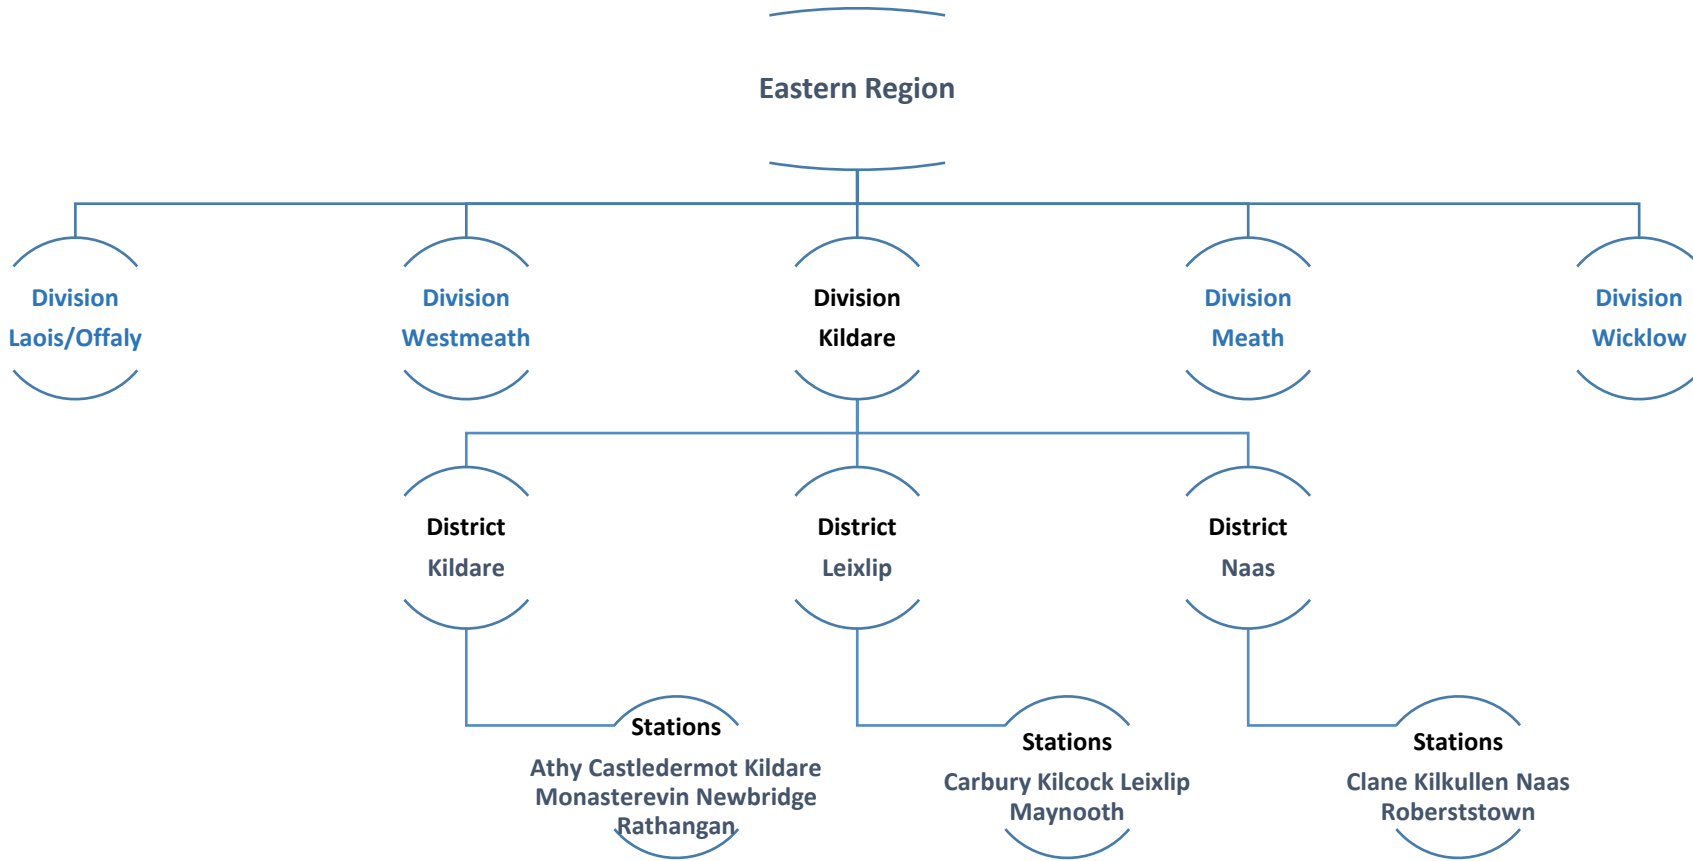 Eastern Region
Division
Laois/Offaly
Division
Westmeath
Division
Kildare
Division
Meath
Division
Wicklow
District
Kildare
District
Leixlip
District
Naas
Stations
Athy Castledermot Kildare
Monasterevin Newbridge
Rathangan
Stations
Carbury Kilcock Leixlip
Maynooth
Stations
Clane Kilkullen Naas
Roberststown